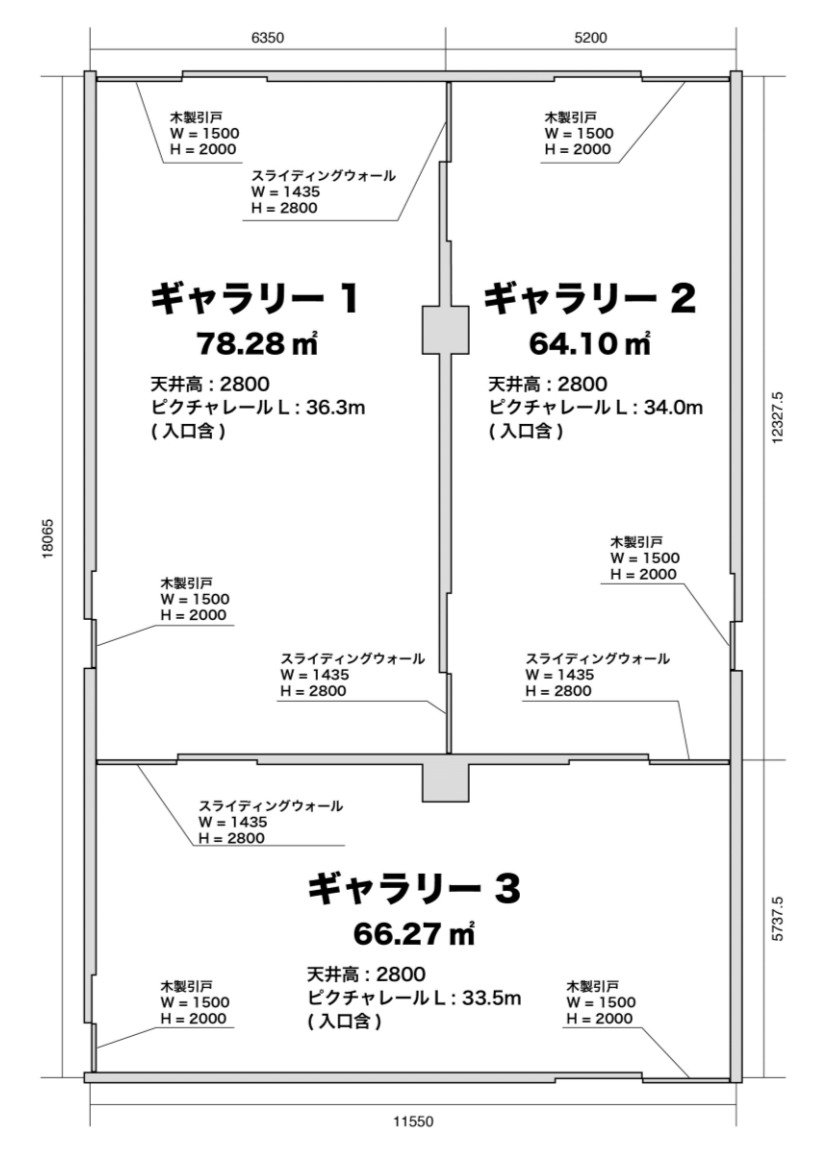 6350
5200
木製引戸
W = 1500
H = 2000
木製引戸
W = 1500
H = 2000
スライディングウォール
W = 1435
H = 2800
ギャラリー 1
78.28 ㎡
天井高 : 2800
ピクチャレール L : 36.3m
( 入口含 )
ギャラリー 2
64.10 ㎡
天井高 : 2800
ピクチャレール L : 34.0m
( 入口含 )
12327.5
18065
木製引戸
W = 1500
H = 2000
木製引戸
W = 1500
H = 2000
スライディングウォール
W = 1435
H = 2800
スライディングウォール
W = 1435
H = 2800
スライディングウォール
W = 1435
H = 2800
ギャラリー 3
66.27 ㎡
天井高 : 2800
ピクチャレール L : 33.5m
( 入口含 )
5737.5
木製引戸
W = 1500
H = 2000
木製引戸
W = 1500
H = 2000
11550